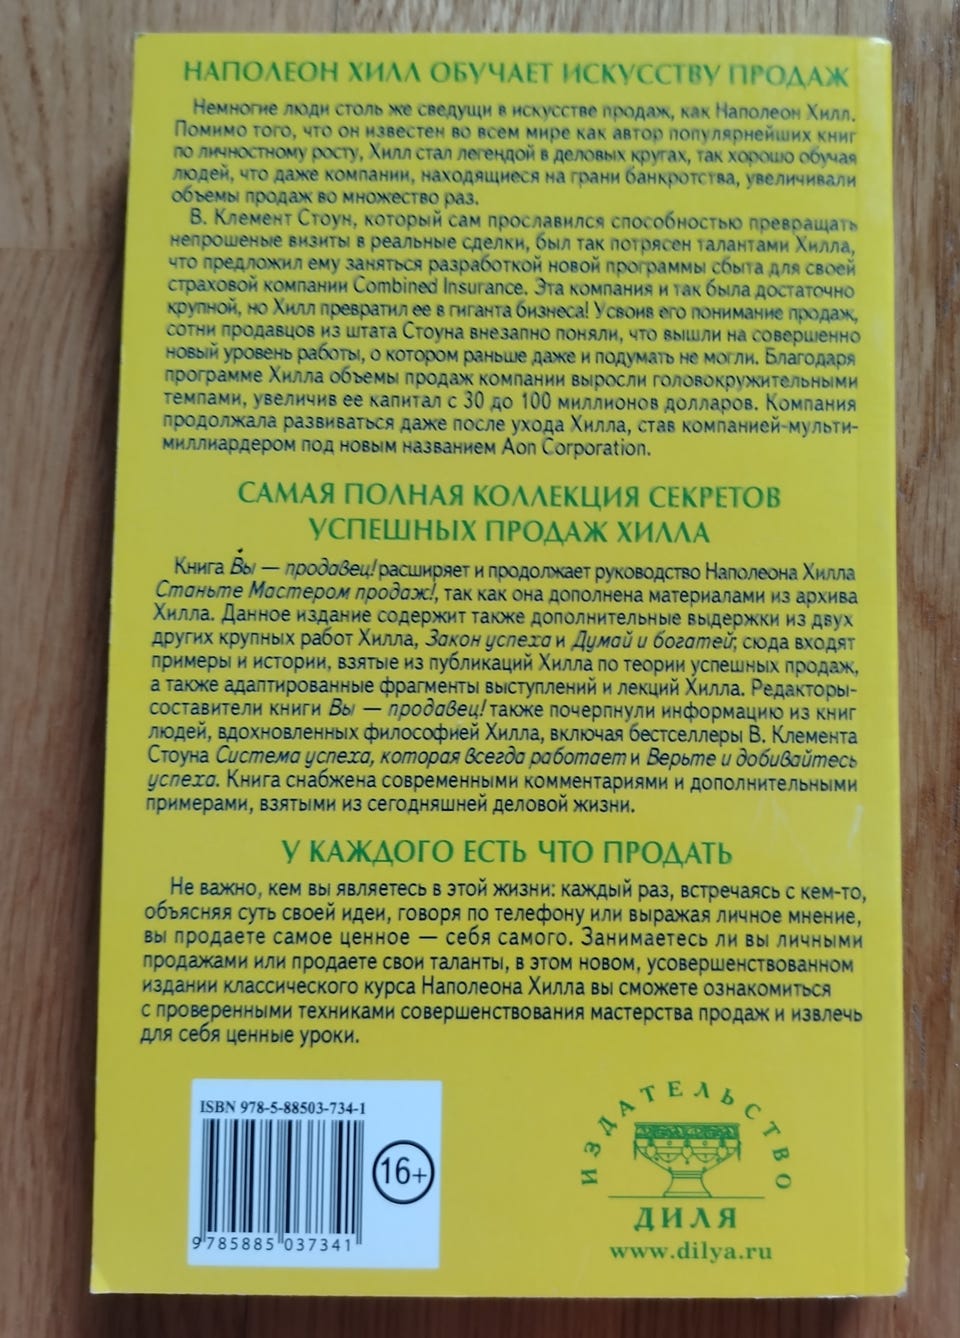 НАПОЛЕОН ХИЛЛ ОБУЧАЕТ ИСКУССТВУ ПРОДАЖ
Немногие люди столь же сведущи в искусстве продаж, как Наполеон Хилл.
Помимо того, что он известен во всем мире как автор популярнейших книг
по личностному росту, Хилл стал легендой в деловых кругах, так хорошо обучая
людей, что даже компании, находящиеся на грани банкротства, увеличивали
объемы продаж во множество раз.
В. Клемент Стоун, который сам прославился способностью превращать
непрошеные визиты в реальные сделки, был так потрясен талантами Хилла,
что предложил ему заняться разработкой новой программы сбыта для своей
страховой компании Combined Insurance. Эта компания и так была достаточно
крупной, но Хилл превратил ее в гиганта бизнеса! Усвоив его понимание продаж,
сотни продавцов из штата Стоуна внезапно поняли, что вышли на совершенно
новый уровень работы, о котором раньше даже и подумать не могли. Благодаря
программе Хилла объемы продаж компании выросли головокружительными
темпами, увеличив ее капитал с 30 до 100 миллионов долларов. Компания
продолжала развиваться даже после ухода Хилла, став компанией-мульти-
миллиардером под новым названием Aon Corporation.
САМАЯ ПОЛНАЯ КОЛЛЕКЦИЯ СЕКРЕТОВ
УСПЕШНЫХ ПРОДАЖ ХИЛЛА
Книга Вы — продавец! расширяет и продолжает руководство Наполеона Хилла
Станьте Мастером продаж!, так как она дополнена материалами из архива
Хилла. Данное издание содержит также дополнительные выдержки из двух
других крупных работ Хилла, Закон успеха и Думай и богатей; сюда входят
примеры и истории, взятые из публикаций Хилла по теории успешных продаж,
а также адаптированные фрагменты выступлений и лекций Хилла. Редакторы-
составители книги Вы — продавец! также почерпнули информацию из книг
людей, вдохновленных философией Хилла, включая бестселлеры В. Клемента
Стоуна Система успеха, которая всегда работает и Верьте и добивайтесь
успеха. Книга снабжена современными комментариями и дополнительными
примерами, взятыми из сегодняшней деловой жизни.
У КАЖДОГО ЕСТЬ ЧТО ПРОДАТЬ
Не важно, кем вы являетесь в этой жизни: каждый раз, встречаясь с кем-то,
объясняя суть своей идеи, говоря по телефону или выражая личное мнение,
вы продаете самое ценное — себя самого. Занимаетесь ли вы личными
продажами или продаете свои таланты, в этом новом, усовершенствованном
издании классического курса Наполеона Хилла вы сможете ознакомиться
с проверенными техниками совершенствования мастерства продаж и извлечь
для себя ценные уроки.
ISBN 978-5-88503-734-1
16+
9 785885 037341
ИЗДАТЕЛЬСТВО
ДИЛЯ
www.dilya.ru